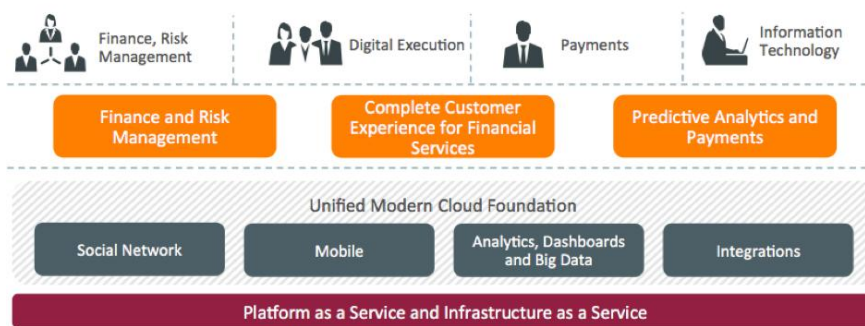 Finance, Risk
Management
Digital Execution
Payments
Information
Technology
Finance and Risk
Management
Complete Customer
Experience for Financial
Services
Predictive Analytics and
Payments
Unified Modern Cloud Foundation
Social Network
Mobile
Analytics, Dashboards
and Big Data
Integrations
Platform as a Service and Infrastructure as a Service